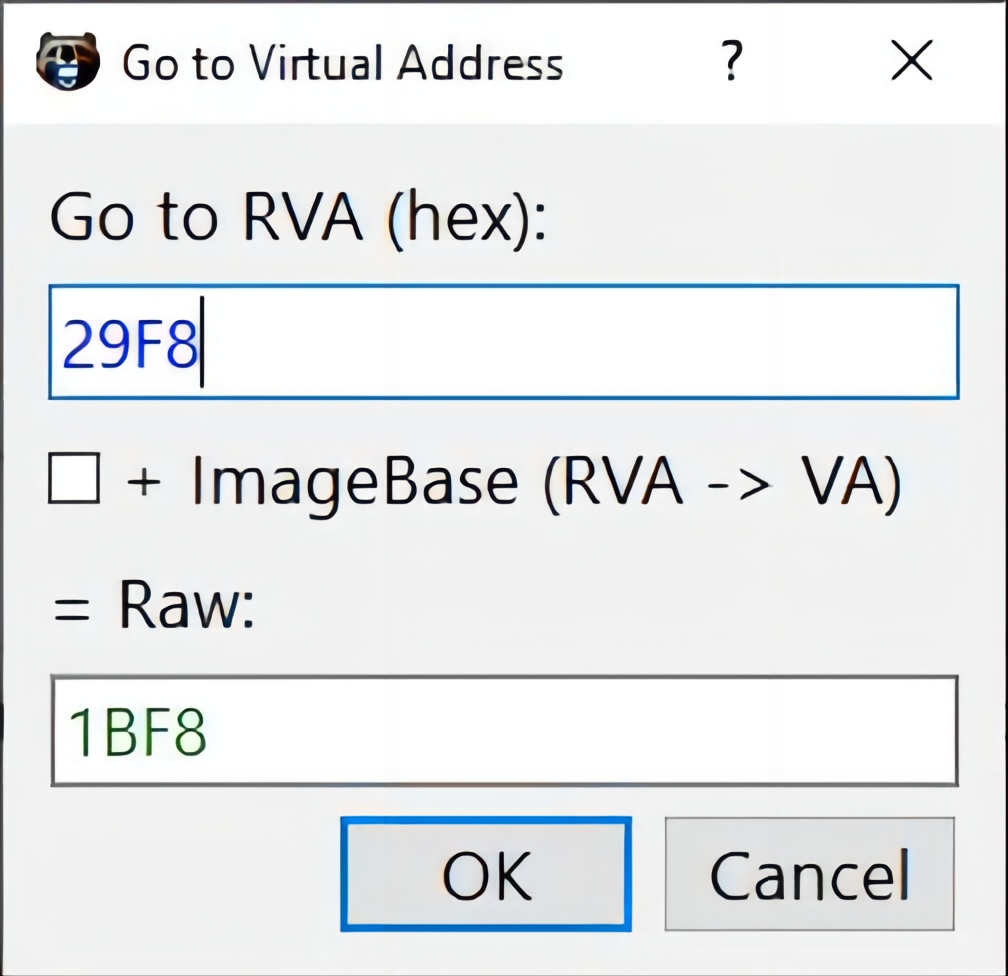 Go to Virtual Address ?
Go to RVA (hex):
29F8
+ ImageBase (RVA -> VA)
= Raw:
1BF8
OK Cancel